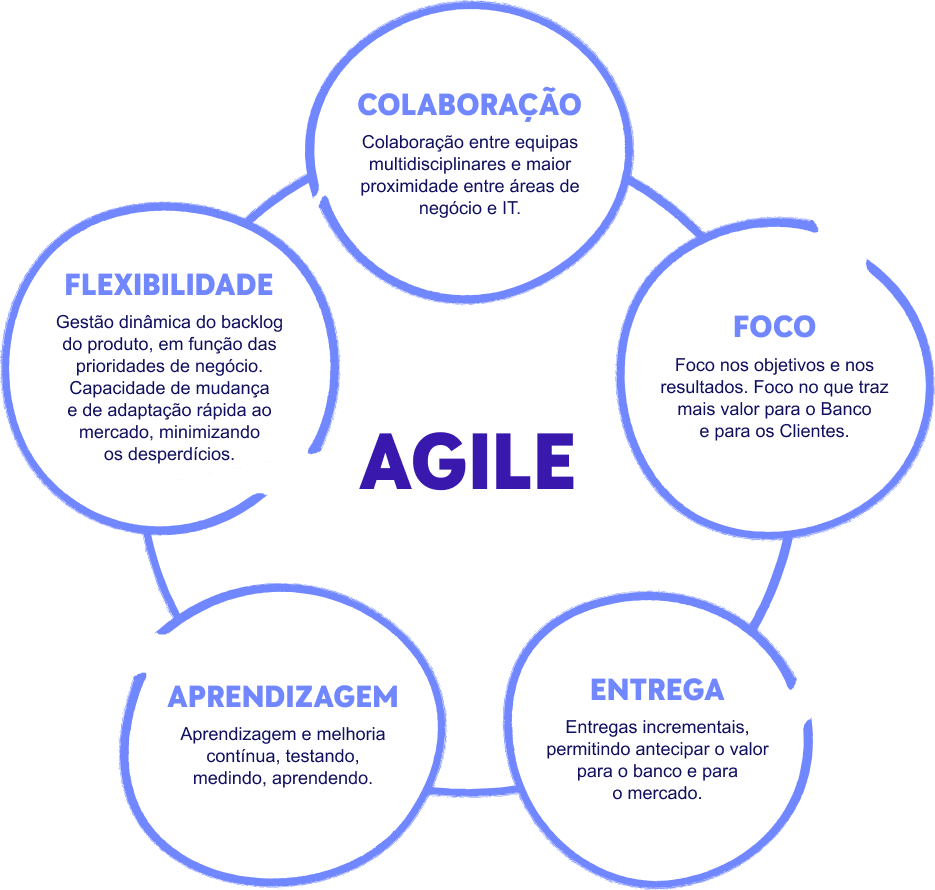 COLABORAÇÃO
Colaboração entre equipas
multidisciplinares e maior
proximidade entre áreas de
negócio e IT.
FLEXIBILIDADE
Gestão dinâmica do backlog
do produto, em função das
prioridades de negócio.
Capacidade de mudança
e de adaptação rápida ao
mercado, minimizando
os desperdícios.
FOCO
Foco nos objetivos e nos
resultados. Foco no que traz
mais valor para o Banco
e para os Clientes.
AGILE
APRENDIZAGEM
Aprendizagem e melhoria
contínua, testando,
medindo, aprendendo.
ENTREGA
Entregas incrementais,
permitindo antecipar o valor
para o banco e para
o mercado.